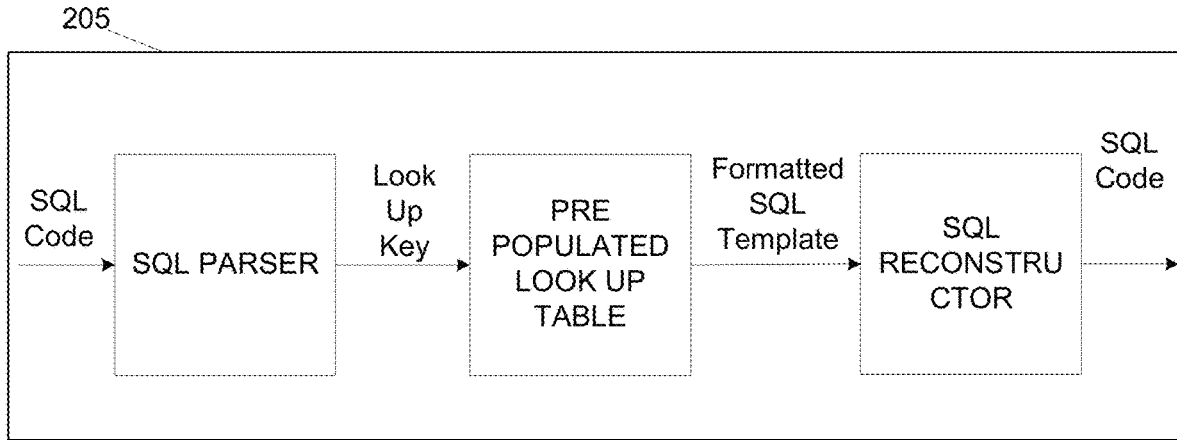 205
SQL
Code
SQL PARSER
Look
Up
Key
PRE
POPULATED
LOOK UP
TABLE
Formatted
SQL
Template
SQL
RECONSTRU
CTOR
SQL
Code